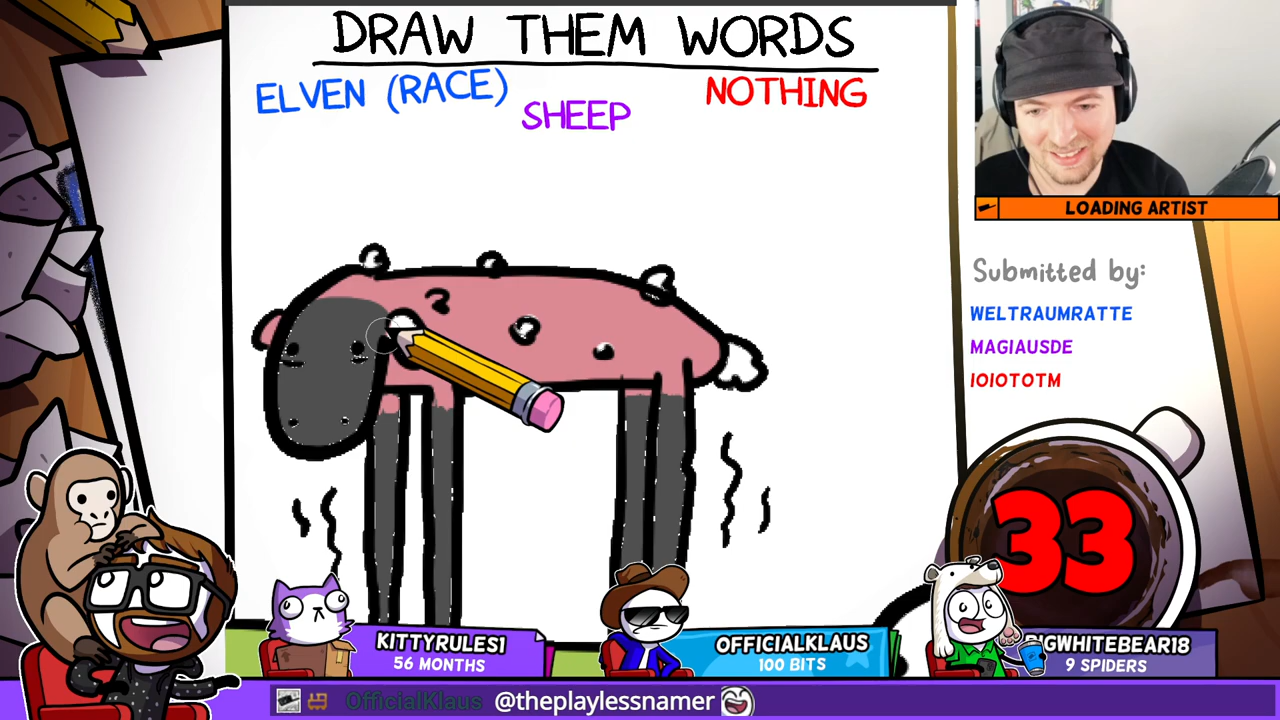 DRAW THEM WORDS
ELVEN (RACE)
SHEEP
NOTHING
LOADING ARTIST
Submitted by:
WELTRAUMRATTE
MAGIAUSDE
IOIOTOTM
33
KITTYRULES1
56 MONTHS
OFFICIALKLAUS
100 BITS
BIGWHITEBEAR18
9 SPIDERS
OfficialKlaus @theplaylessnamer